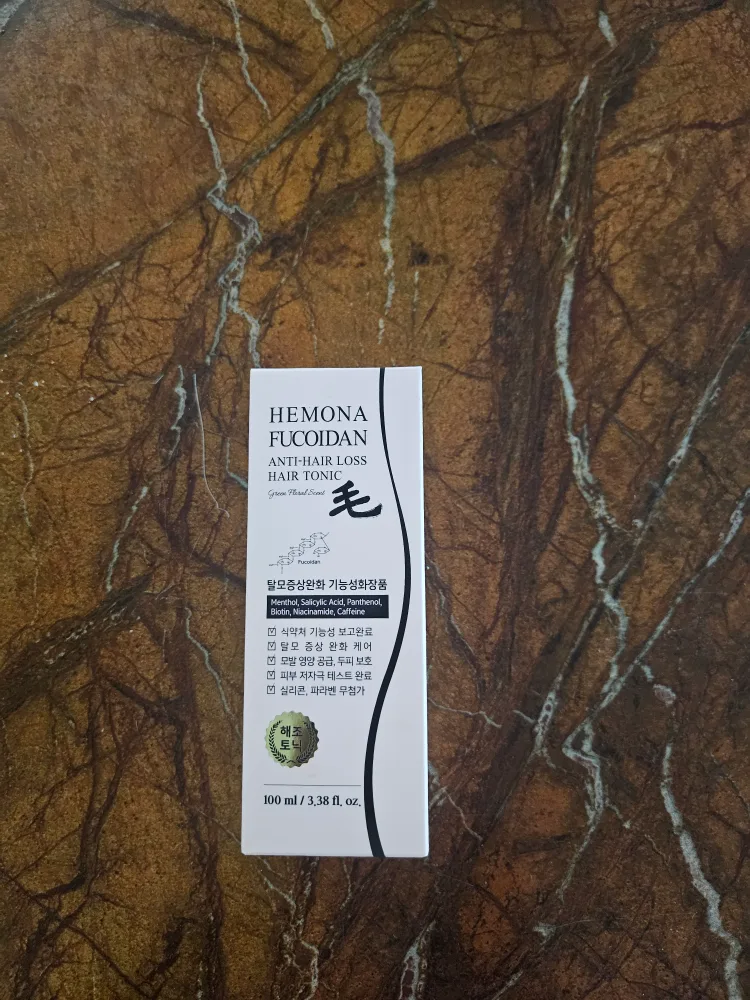 HEMONA
FUCOIDAN
ANTI-HAIR LOSS
HAIR TONIC
Green Floral Scent
毛
Fucoidan
탈모증상완화 기능성화장품
Menthol, Salicylic Acid, Panthenol,
Biotin, Niacinamide, Caffeine
☑ 식약처 기능성 보고완료
☑ 탈모 증상 완화 케어
☑ 모발 영양 공급, 두피 보호
☑ 피부 저자극 테스트 완료
☑ 실리콘, 파라벤 무첨가
해조
토닉
100 ml / 3.38 fl. oz.